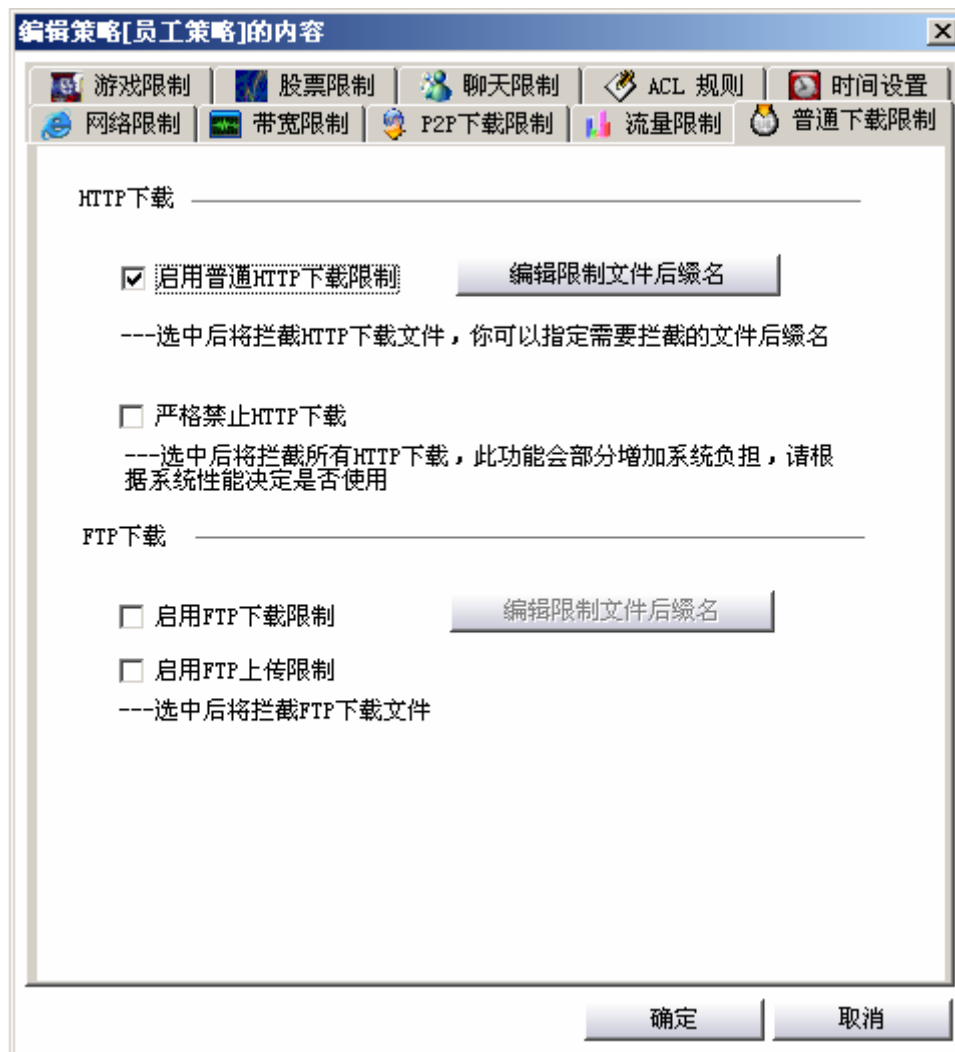 编辑策略[员工策略]的内容
游戏限制 股票限制 聊天限制 ACL 规则 时间设置
网络限制 带宽限制 P2P下载限制 流量限制 普通下载限制
HTTP下载
启用普通HTTP下载限制 编辑限制文件后缀名
---选中后将拦截HTTP下载文件，你可以指定需要拦截的文件后缀名
严格禁止HTTP下载
---选中后将拦截所有HTTP下载，此功能会部分增加系统负担，请根
据系统性能决定是否使用
FTP下载
启用FTP下载限制 编辑限制文件后缀名
启用FTP上传限制
---选中后将拦截FTP下载文件
确定 取消